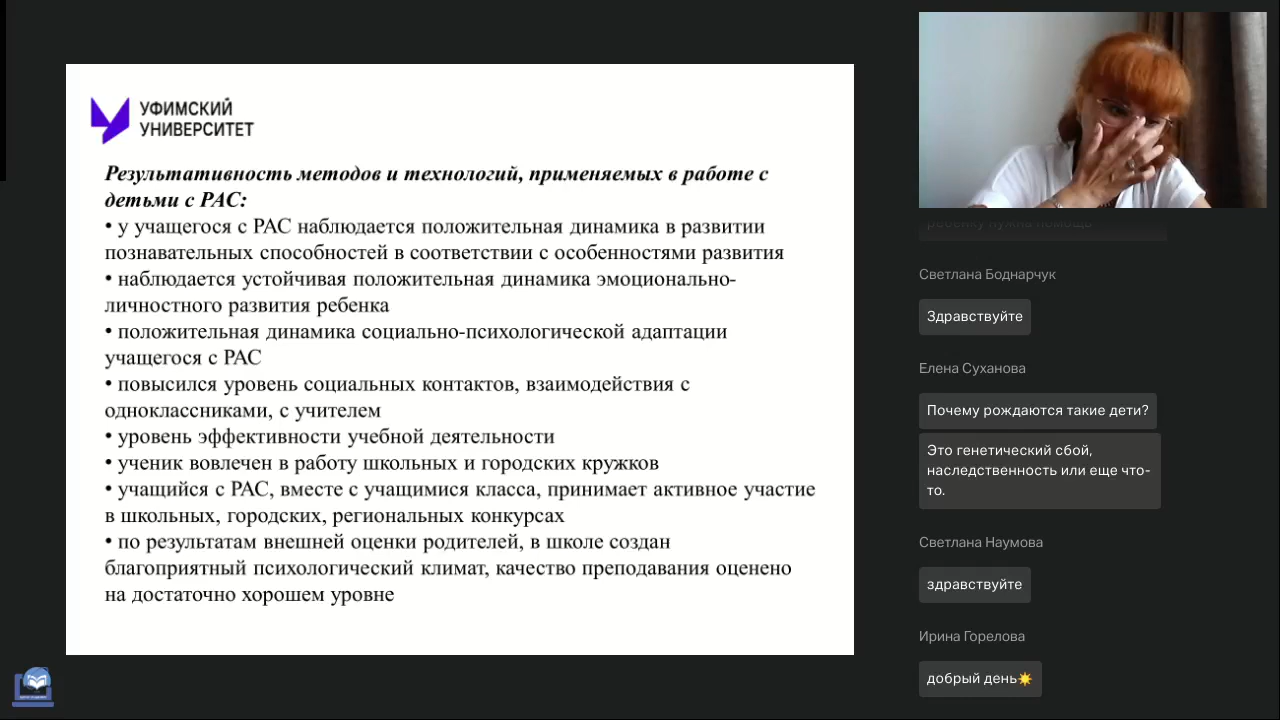 УФИМСКИЙ
УНИВЕРСИТЕТ
Результативность методов и технологий, применяемых в работе с
детьми с РАС:
• у учащегося с РАС наблюдается положительная динамика в развитии
познавательных способностей в соответствии с особенностями развития
• наблюдается устойчивая положительная динамика эмоционально-
личностного развития ребенка
• положительная динамика социально-психологической адаптации
учащегося с РАС
• повысился уровень социальных контактов, взаимодействия с
одноклассниками, с учителем
• уровень эффективности учебной деятельности
• ученик вовлечен в работу школьных и городских кружков
• учащийся с РАС, вместе с учащимися класса, принимает активное участие
в школьных, городских, региональных конкурсах
• по результатам внешней оценки родителей, в школе создан
благоприятный психологический климат, качество преподавания оценено
на достаточно хорошем уровне
ребенку нужна помощь
Светлана Боднарчук
Здравствуйте
Елена Суханова
Почему рождаются такие дети?
Это генетический сбой,
наследственность или еще что-
то.
Светлана Наумова
здравствуйте
Ирина Горелова
добрый день☀️